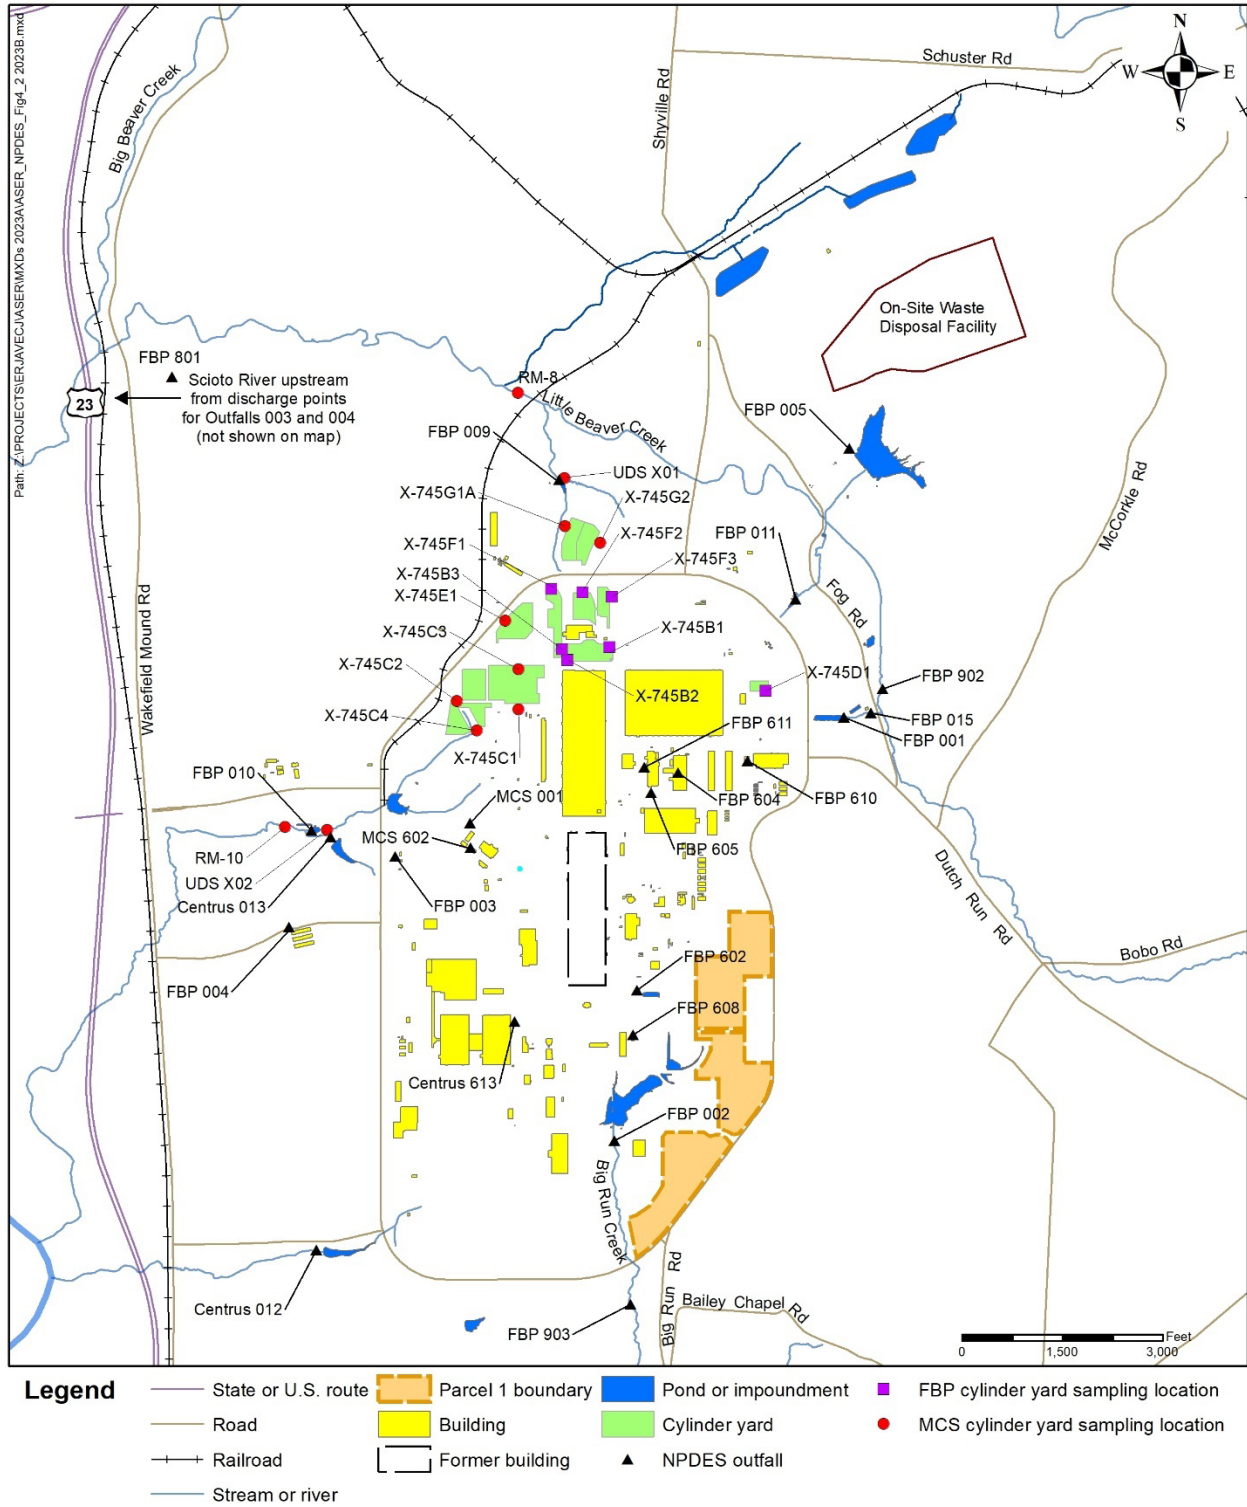 Path: Z:\PROJECTS\ERJAVECJ\ASER\MXDs 2023A\ASER_NPDES_Fig4_2 2023B.mxd
N
W E
S
Schuster Rd
Shyville Rd
Big Beaver Creek
On-Site Waste
Disposal Facility
FBP 801
Scioto River upstream
from discharge points
for Outfalls 003 and 004
(not shown on map)
23
RM-8
Little Beaver Creek
FBP 005
FBP 009
UDS X01
X-745G1A
X-745G2
X-745F2
X-745F1
X-745F3
FBP 011
McCorkle Rd
X-745B3
X-745E1
Fog Rd
Wakefield Mound Rd
X-745C3
X-745B1
X-745C2
X-745D1
FBP 902
X-745B2
X-745C4
FBP 611
FBP 015
FBP 001
X-745C1
FBP 010
MCS 001
FBP 604
FBP 610
MCS 602
FBP 605
RM-10
UDS X02
Centrus 013
FBP 003
Dutch Run Rd
Bobo Rd
FBP 004
FBP 602
FBP 608
Centrus 613
FBP 002
Big Run Creek
Centrus 012
FBP 903
Big Run Rd
Bailey Chapel Rd
Feet
0 1,500 3,000
Legend
State or U.S. route
Parcel 1 boundary
Pond or impoundment
FBP cylinder yard sampling location
Road
Building
Cylinder yard
MCS cylinder yard sampling location
Railroad
Former building
NPDES outfall
Stream or river